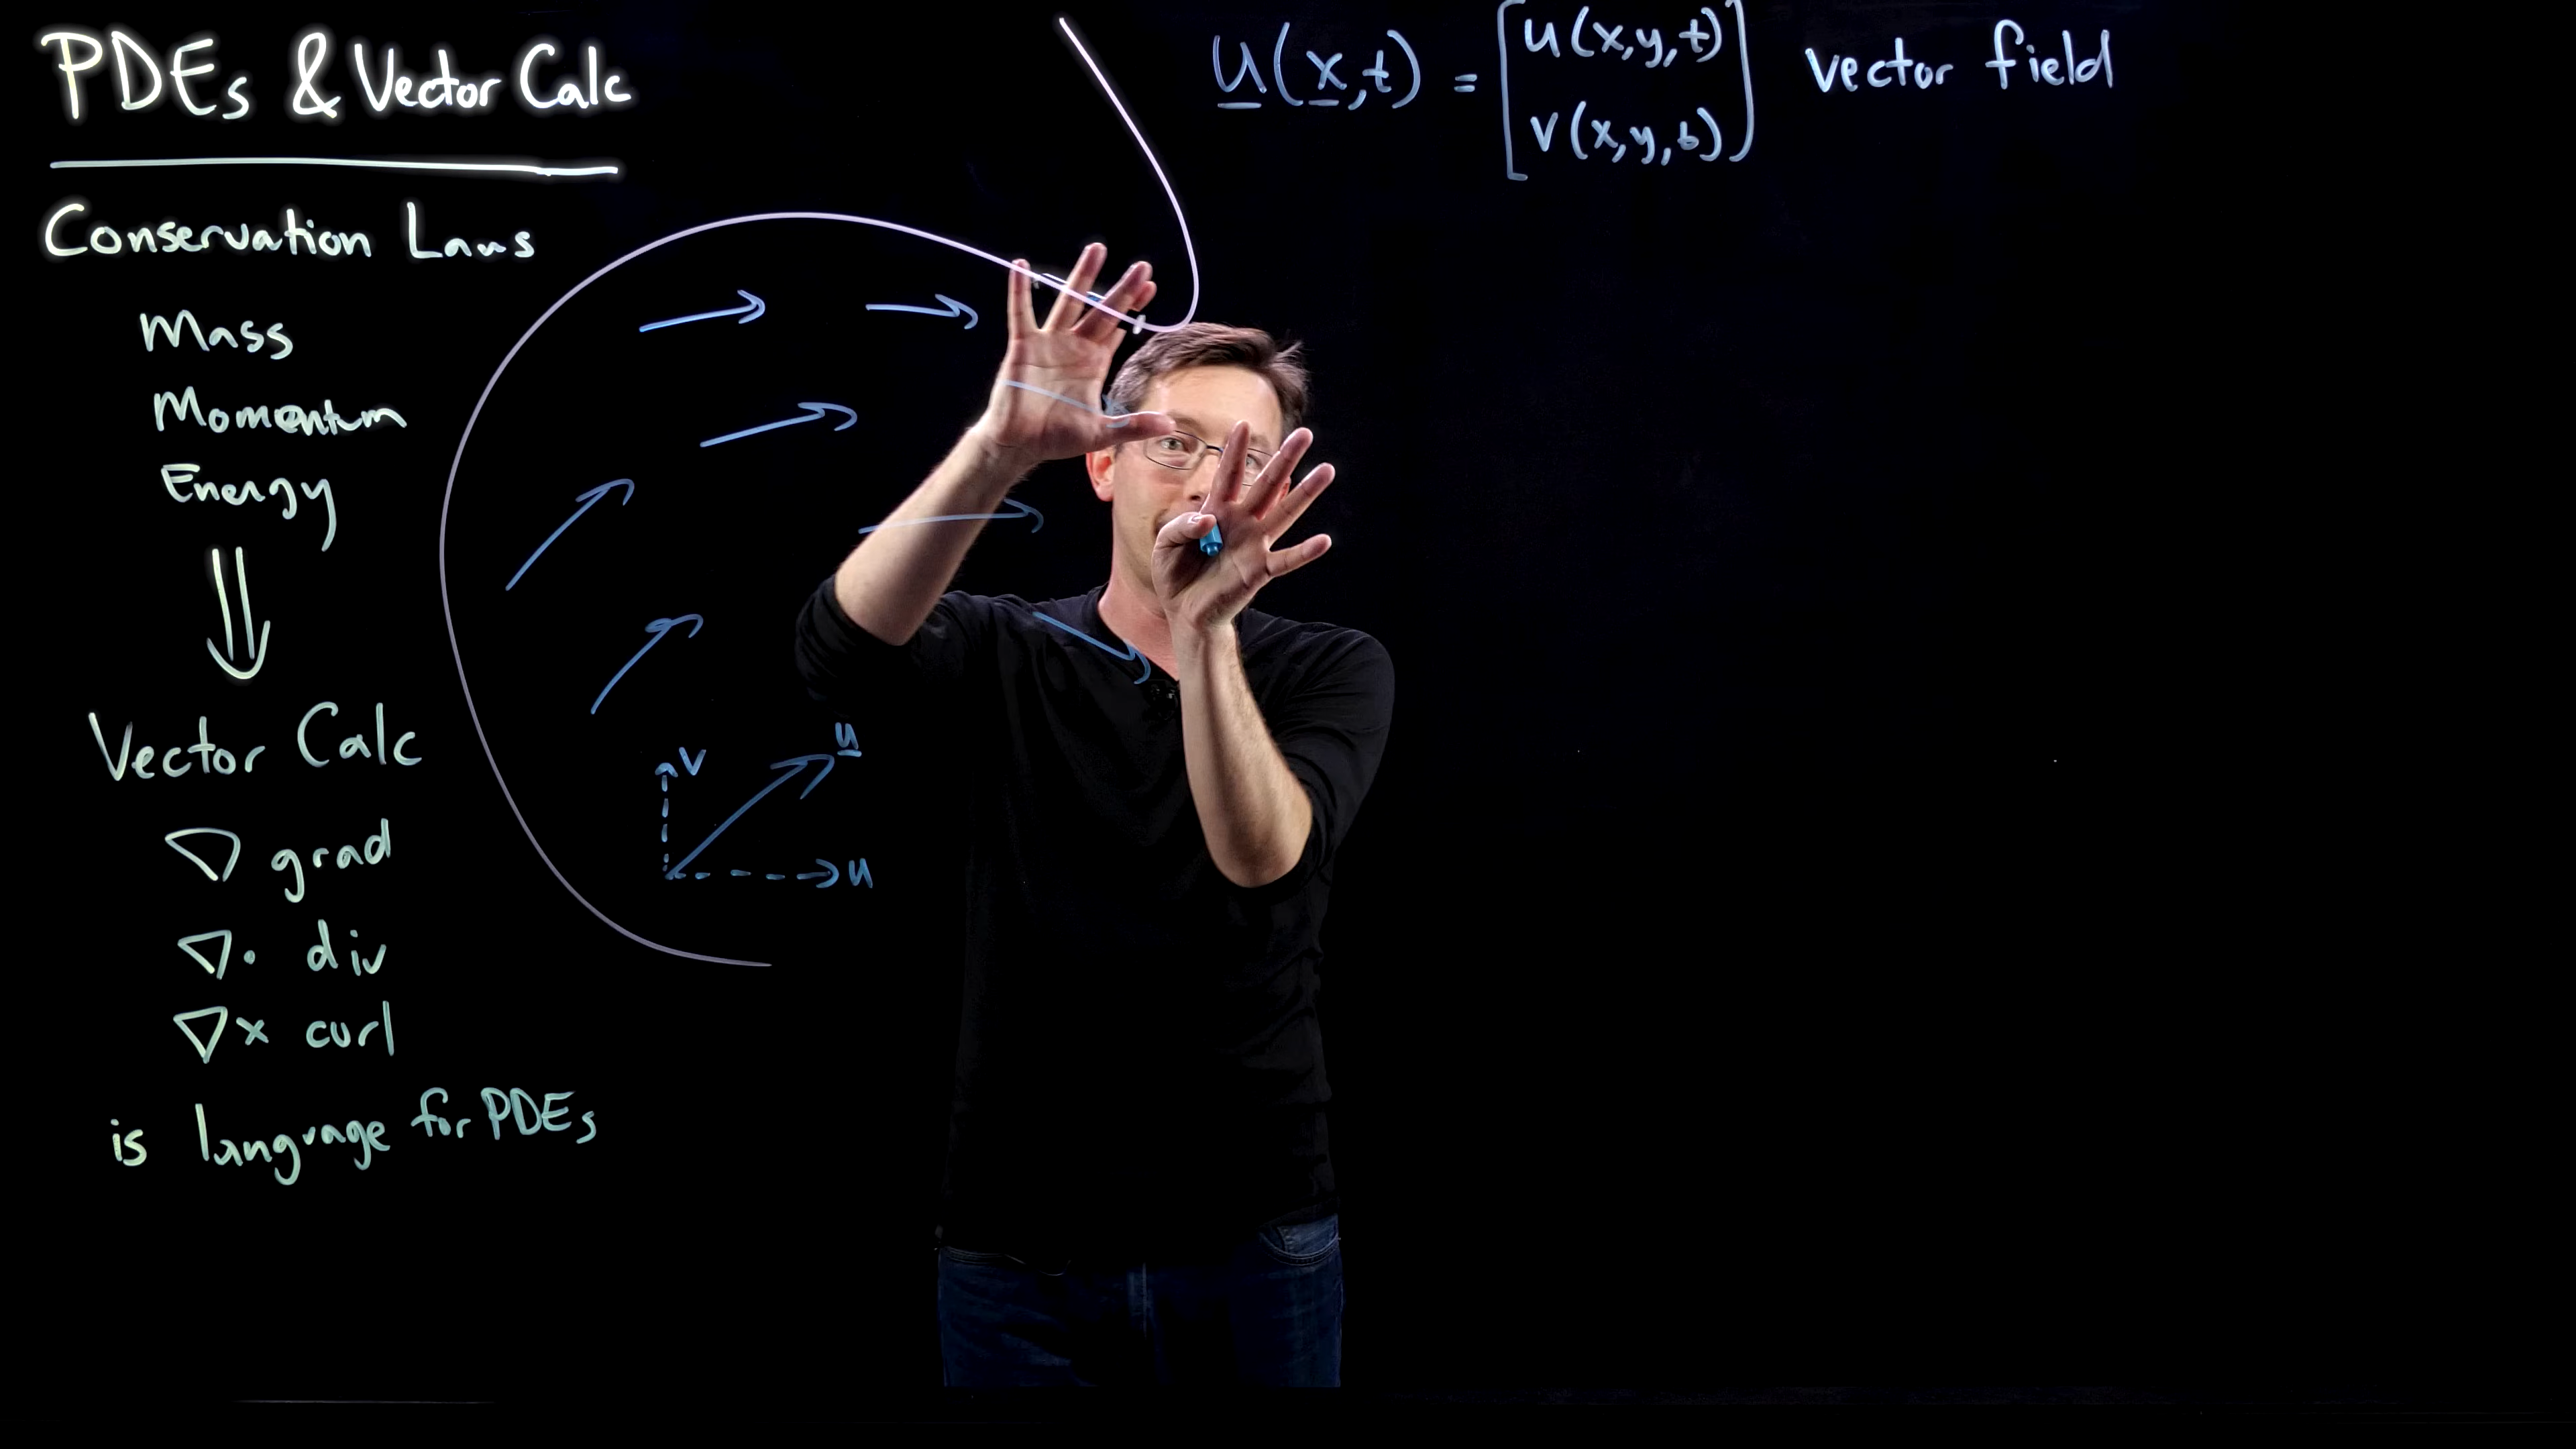 PDEs & Vector Calc
Conservation Laws
Mass
Momentum
Energy
⇓
Vector Calc
∇ grad
∇· div
∇× curl
is language for PDEs
v
u
u
u(x,t) = [u(x,y,t)
v(x,y,t)] vector field